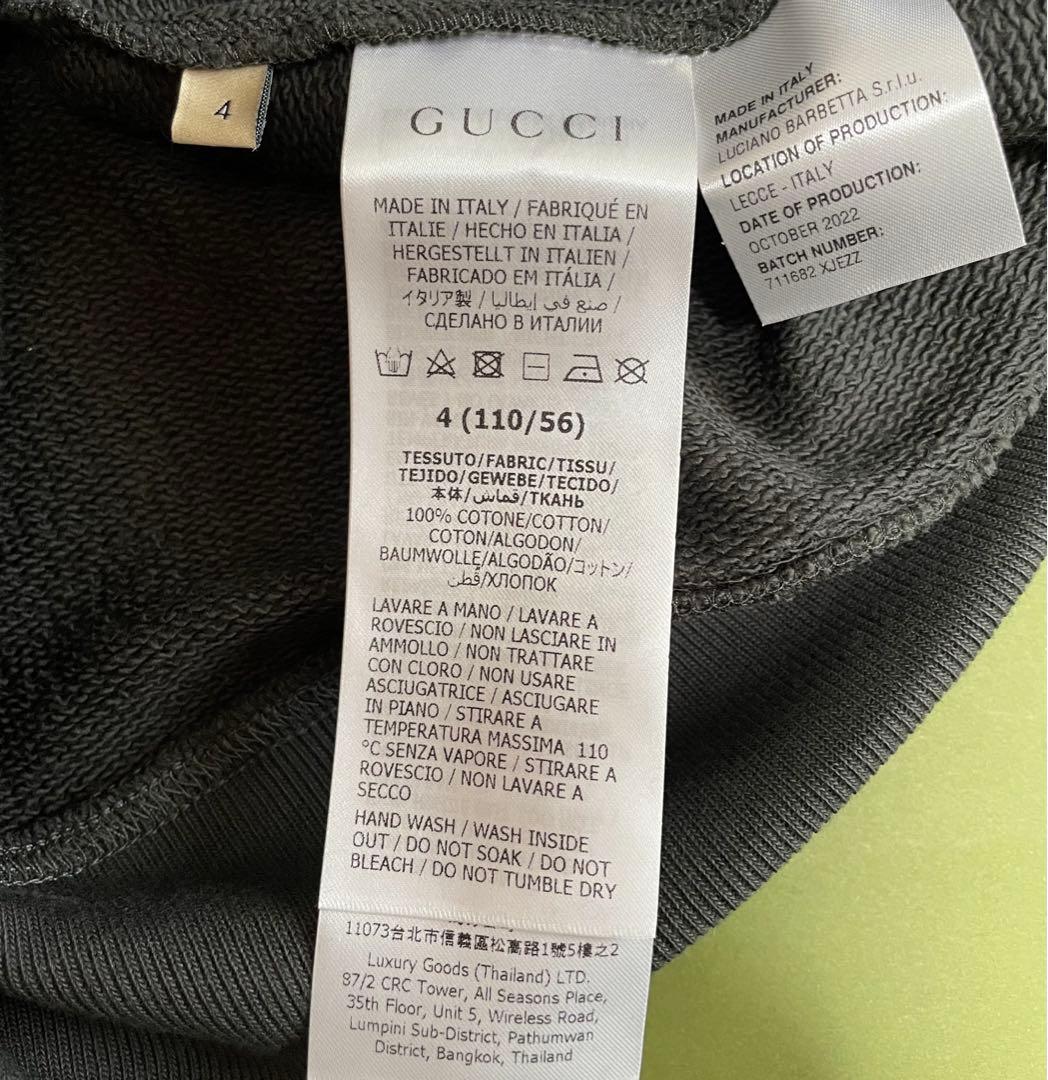 4
GUCCI
MADE IN ITALY / FABRIQUÉ EN
ITALIE / HECHO EN ITALIA /
HERGESTELLT IN ITALIEN /
FABRICADO EM ITÁLIA /
イタリア製 / صنع في إيطاليا /
СДЕЛАНО В ИТАЛИИ
4 (110/56)
TESSUTO/FABRIC/TISSU/
TEJIDO/GEWEBE/TECIDO/
本体/قماش/ТКАНЬ
100% COTONE/COTTON/
COTON/ALGODON/
BAUMWOLLE/ALGODÃO/コットン/
قطن/ХЛОПОК
LAVARE A MANO / LAVARE A
ROVESCIO / NON LASCIARE IN
AMMOLLO / NON TRATTARE
CON CLORO / NON USARE
ASCIUGATRICE / ASCIUGARE
IN PIANO / STIRARE A
TEMPERATURA MASSIMA 110
°C SENZA VAPORE / STIRARE A
ROVESCIO / NON LAVARE A
SECCO
HAND WASH / WASH INSIDE
OUT / DO NOT SOAK / DO NOT
BLEACH / DO NOT TUMBLE DRY
11073台北市信義區松高路1號5樓之2
Luxury Goods (Thailand) LTD.
87/2 CRC Tower, All Seasons Place,
35th Floor, Unit 5, Wireless Road,
Lumpini Sub-District, Pathumwan
District, Bangkok, Thailand
MADE IN ITALY
MANUFACTURER:
LUCIANO BARBETTA S.r.l.u.
LOCATION OF PRODUCTION:
LECCE - ITALY
DATE OF PRODUCTION:
OCTOBER 2022
BATCH NUMBER:
711682 XJEZZ